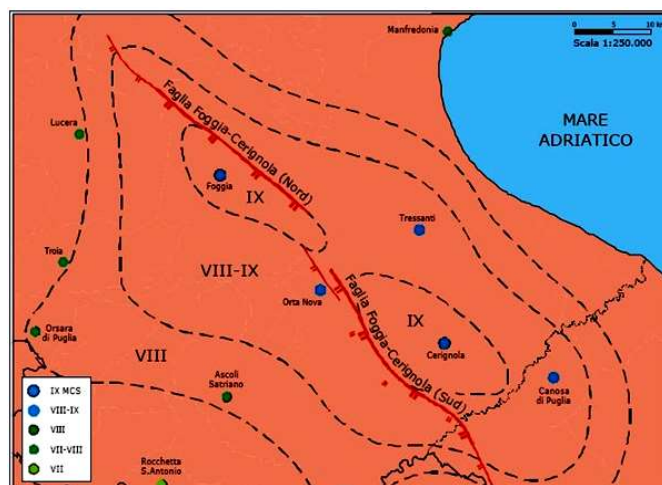 Manfredonia
0 5 10 km
Scala 1:250.000
MARE
ADRIATICO
Lucera
Faglia Foggia-Cerignola (Nord)
Foggia
IX
Tressanti
Troia
VIII-IX
Orta Nova
Faglia Foggia-Cerignola (Sud)
IX
Cerignola
Orsara
di Puglia
VIII
Ascoli
Satriano
Canosa
di Puglia
IX MCS
VIII-IX
VIII
VII-VIII
VII
Rocchetta
S.Antonio